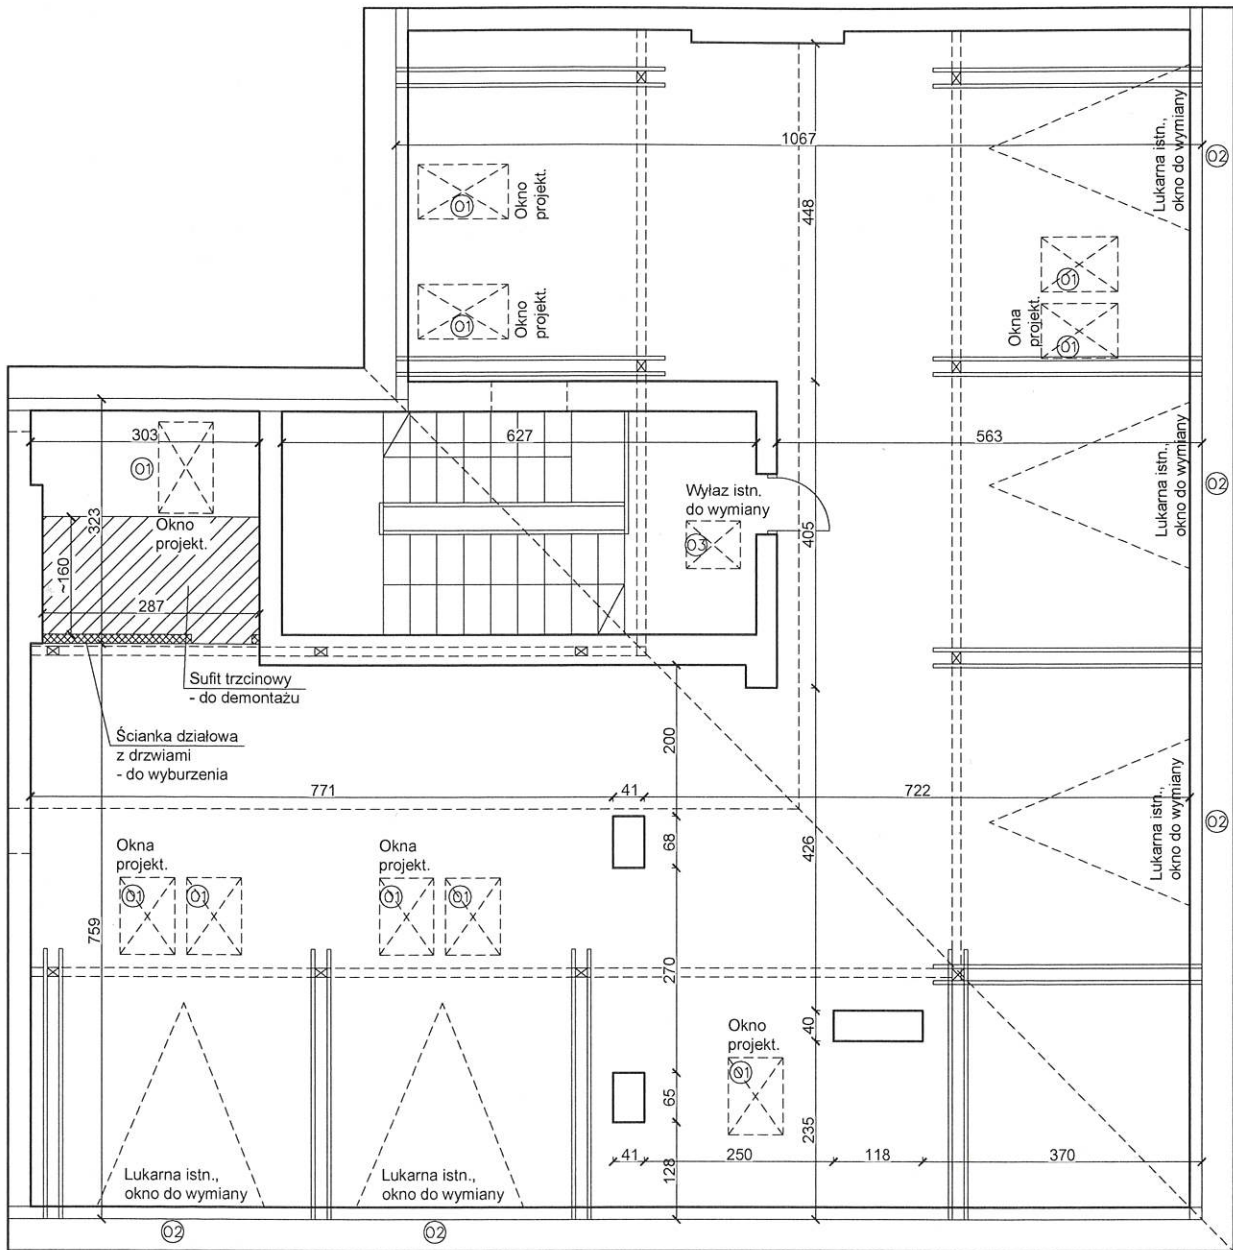 1067
Lukarna istn.,
okno do wymiany
O2
Okno
projekt.
O1
448
O1
Okno
projekt.
O1
Okna
projekt.
O1
303
627
563
O1
Okno
projekt.
323
Wyłaz istn.
do wymiany
O3
405
Lukarna istn.,
okno do wymiany
O2
~160
287
Sufit trzcinowy
- do demontażu
Ścianka działowa
z drzwiami
- do wyburzenia
200
771
41
722
Lukarna istn.,
okno do wymiany
O2
68
426
Okna
projekt.
O1
O1
Okna
projekt.
O1
O1
759
270
Okno
projekt.
O1
40
65
235
41
250
118
370
128
Lukarna istn.,
okno do wymiany
Lukarna istn.,
okno do wymiany
O2
O2